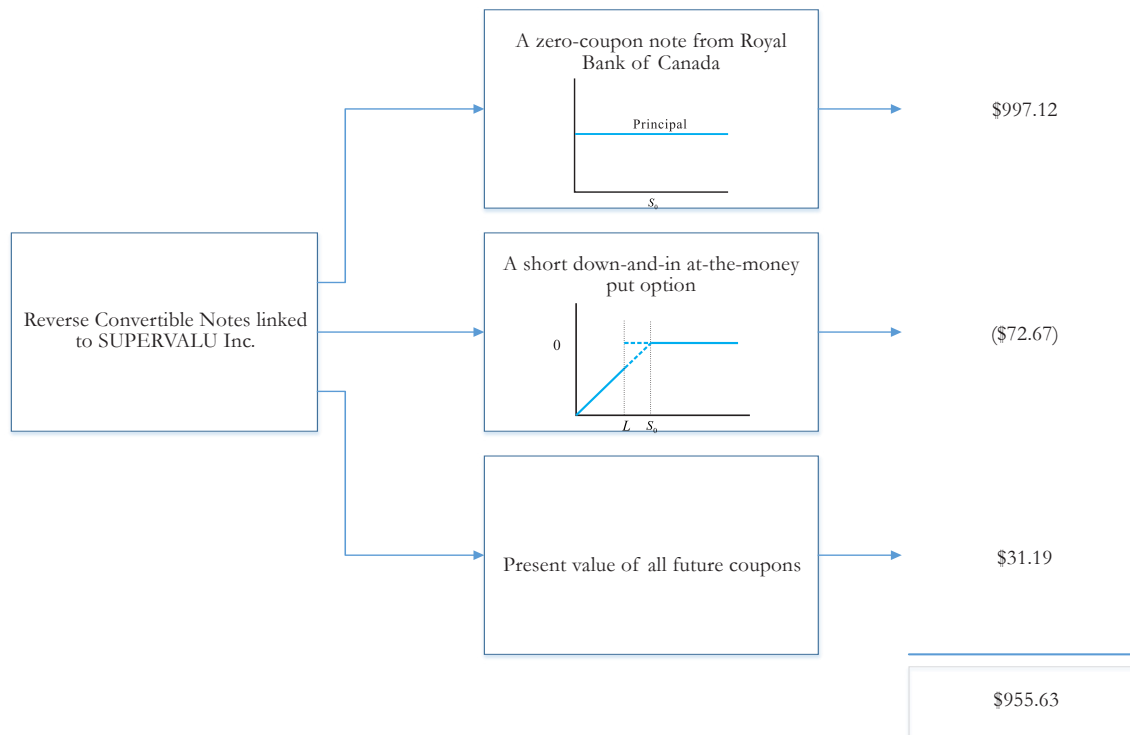 A zero-coupon note from Royal
Bank of Canada
Principal
S₀
$997.12
Reverse Convertible Notes linked
to SUPERVALU Inc.
A short down-and-in at-the-money
put option
0
L S₀
($72.67)
Present value of all future coupons
$31.19
$955.63